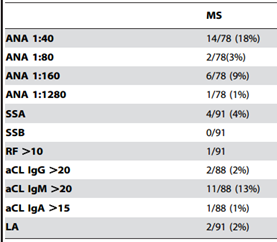 MS
ANA 1:40 14/78 (18%)
ANA 1:80 2/78(3%)
ANA 1:160 6/78 (9%)
ANA 1:1280 1/78 (1%)
SSA 4/91 (4%)
SSB 0/91
RF >10 1/91
aCL IgG >20 2/88 (2%)
aCL IgM >20 11/88 (13%)
aCL IgA >15 1/88 (1%)
LA 2/91 (2%)